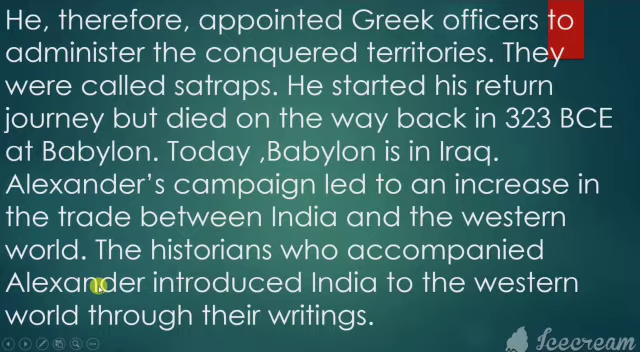 He, therefore, appointed Greek officers to
administer the conquered territories. They
were called satraps. He started his return
journey but died on the way back in 323 BCE
at Babylon. Today ,Babylon is in Iraq.
Alexander's campaign led to an increase in
the trade between India and the western
world. The historians who accompanied
Alexander introduced India to the western
world through their writings.
Icecream